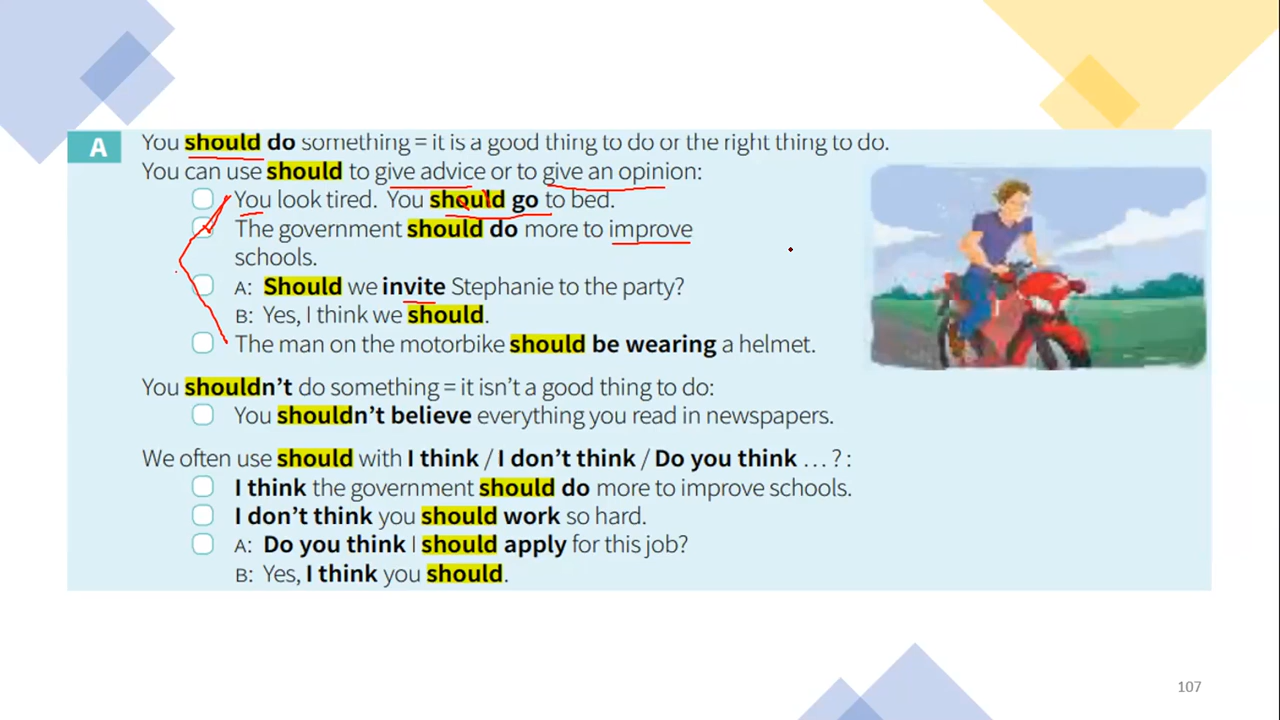 A
You should do something = it is a good thing to do or the right thing to do.
You can use should to give advice or to give an opinion:
You look tired. You should go to bed.
The government should do more to improve
schools.
A: Should we invite Stephanie to the party?
B: Yes, I think we should.
The man on the motorbike should be wearing a helmet.
You shouldn't do something = it isn't a good thing to do:
You shouldn't believe everything you read in newspapers.
We often use should with I think / I don't think / Do you think … ? :
I think the government should do more to improve schools.
I don't think you should work so hard.
A: Do you think I should apply for this job?
B: Yes, I think you should.
107